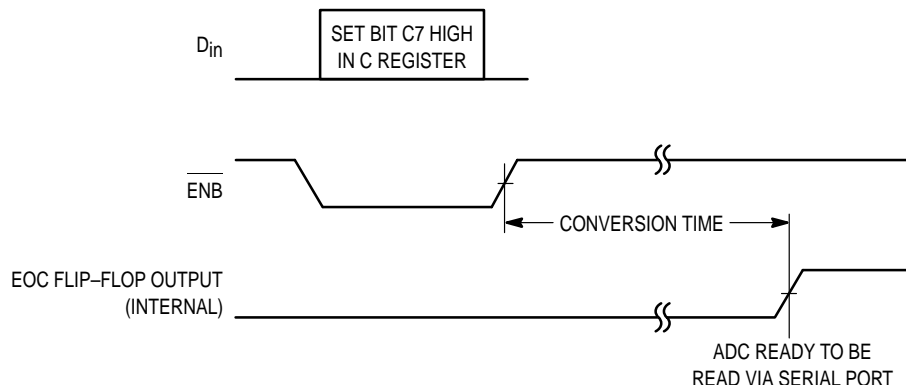 SET BIT C7 HIGH
IN C REGISTER
Din
ENB
CONVERSION TIME
EOC FLIP–FLOP OUTPUT
(INTERNAL)
ADC READY TO BE
READ VIA SERIAL PORT